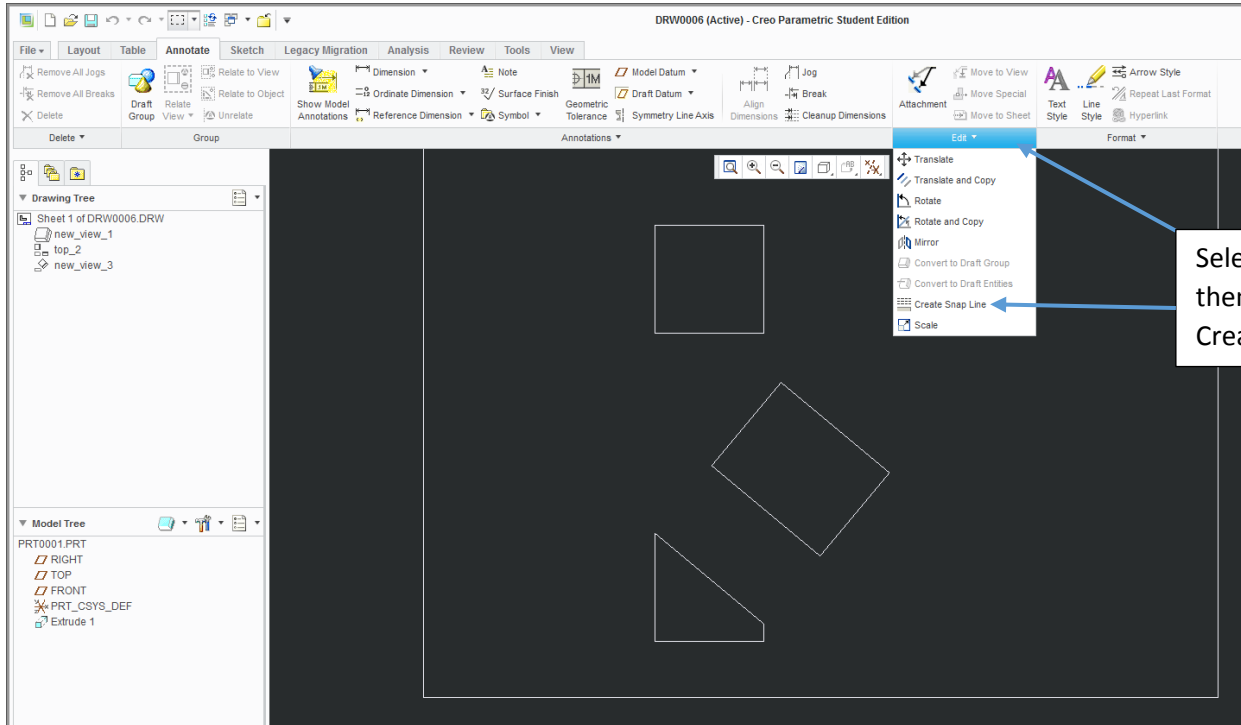 DRW0006 (Active) - Creo Parametric Student Edition
File Layout Table Annotate Sketch Legacy Migration Analysis Review Tools View
Remove All Jogs
Remove All Breaks
Delete
Delete
Draft Group
Relate View
Relate to View
Relate to Object
Unrelate
Group
Show Model Annotations
Dimension
Ordinate Dimension
Reference Dimension
Note
Surface Finish
Symbol
1M
Geometric Tolerance
Model Datum
Draft Datum
Symmetry Line Axis
Align Dimensions
Jog
Break
Cleanup Dimensions
Annotations
Attachment
Move to View
Move Special
Move to Sheet
Edit
Text Style
Line Style
Arrow Style
Repeat Last Format
Hyperlink
Format
Translate
Translate and Copy
Rotate
Rotate and Copy
Mirror
Convert to Draft Group
Convert to Draft Entities
Create Snap Line
Scale
Drawing Tree
Sheet 1 of DRW0006.DRW
new_view_1
top_2
new_view_3
Model Tree
PRT0001.PRT
RIGHT
TOP
FRONT
PRT_CSYS_DEF
Extrude 1